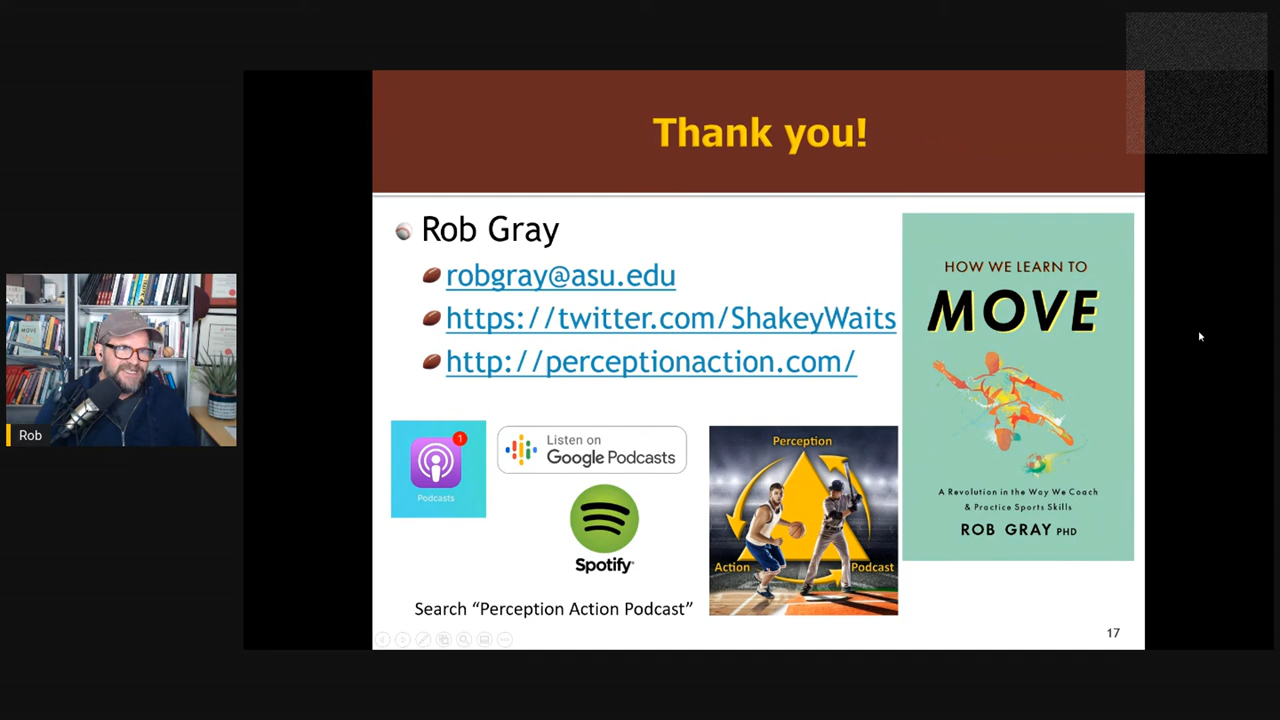 Thank you!
Rob Gray
robgray@asu.edu
https://twitter.com/ShakeyWaits
http://perceptionaction.com/
HOW WE LEARN TO
MOVE
A Revolution in the Way We Coach
& Practice Sports Skills
ROB GRAY PHD
1
Podcasts
Listen on
Google Podcasts
Spotify
Perception
Action
Podcast
Search “Perception Action Podcast”
17
Rob